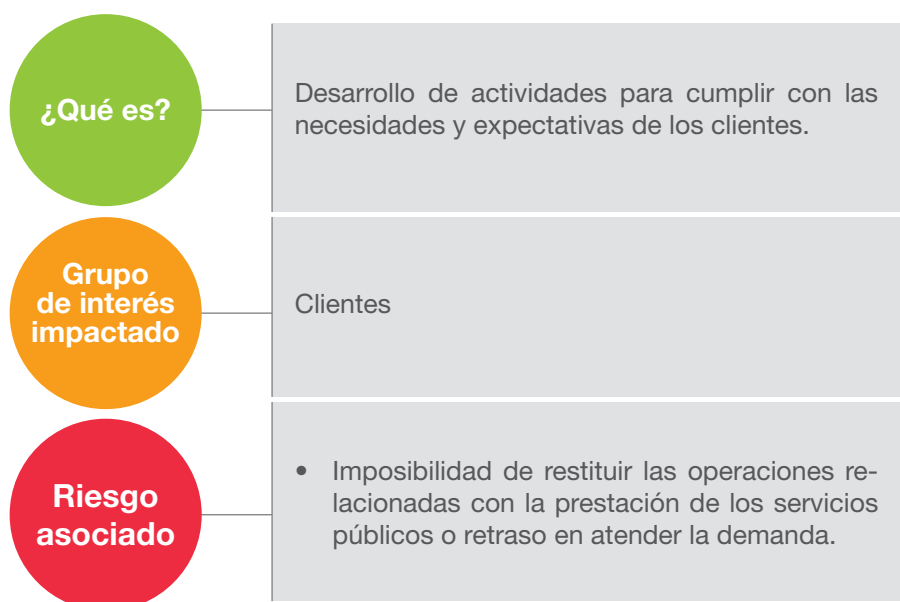 ¿Qué es?
Desarrollo de actividades para cumplir con las
necesidades y expectativas de los clientes.
Grupo
de interés
impactado
Clientes
Riesgo
asociado
• Imposibilidad de restituir las operaciones re-
lacionadas con la prestación de los servicios
públicos o retraso en atender la demanda.